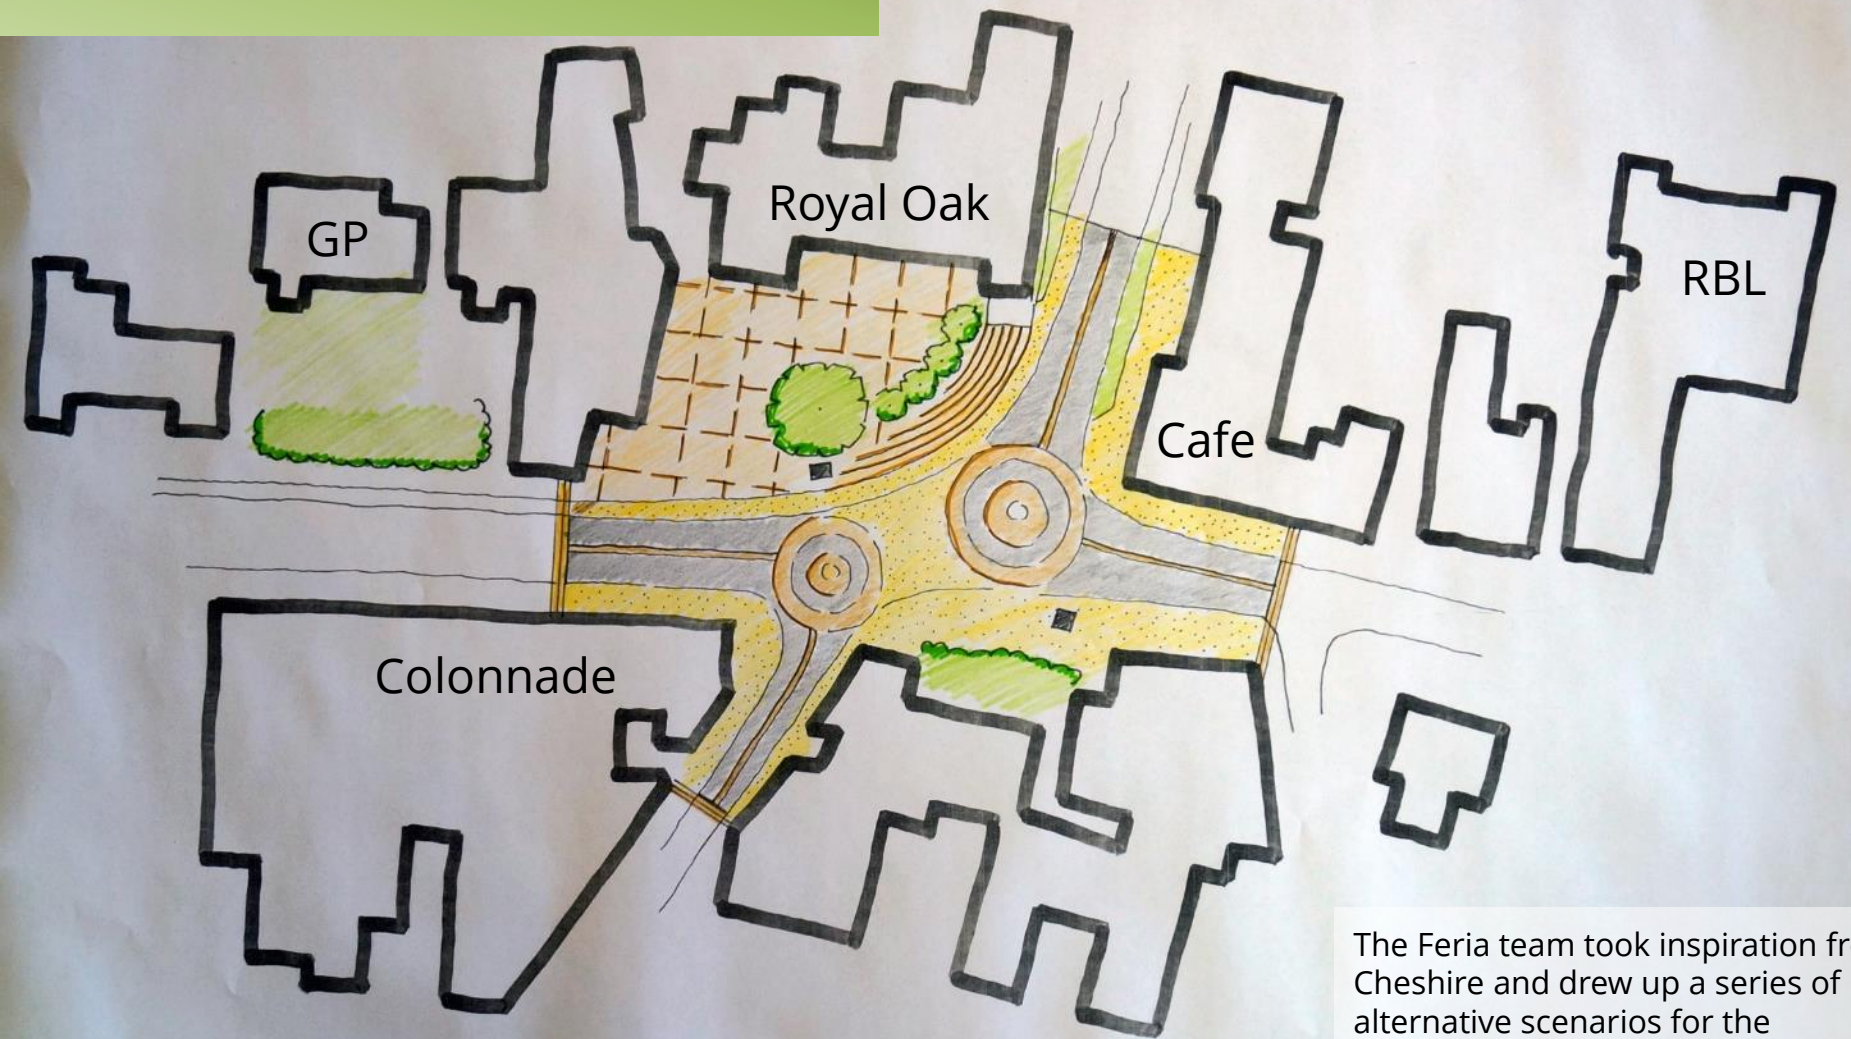 Royal Oak
GP
RBL
Cafe
Colonnade
The Feria team took inspiration
Cheshire and drew up a series of
alternative scenarios for the